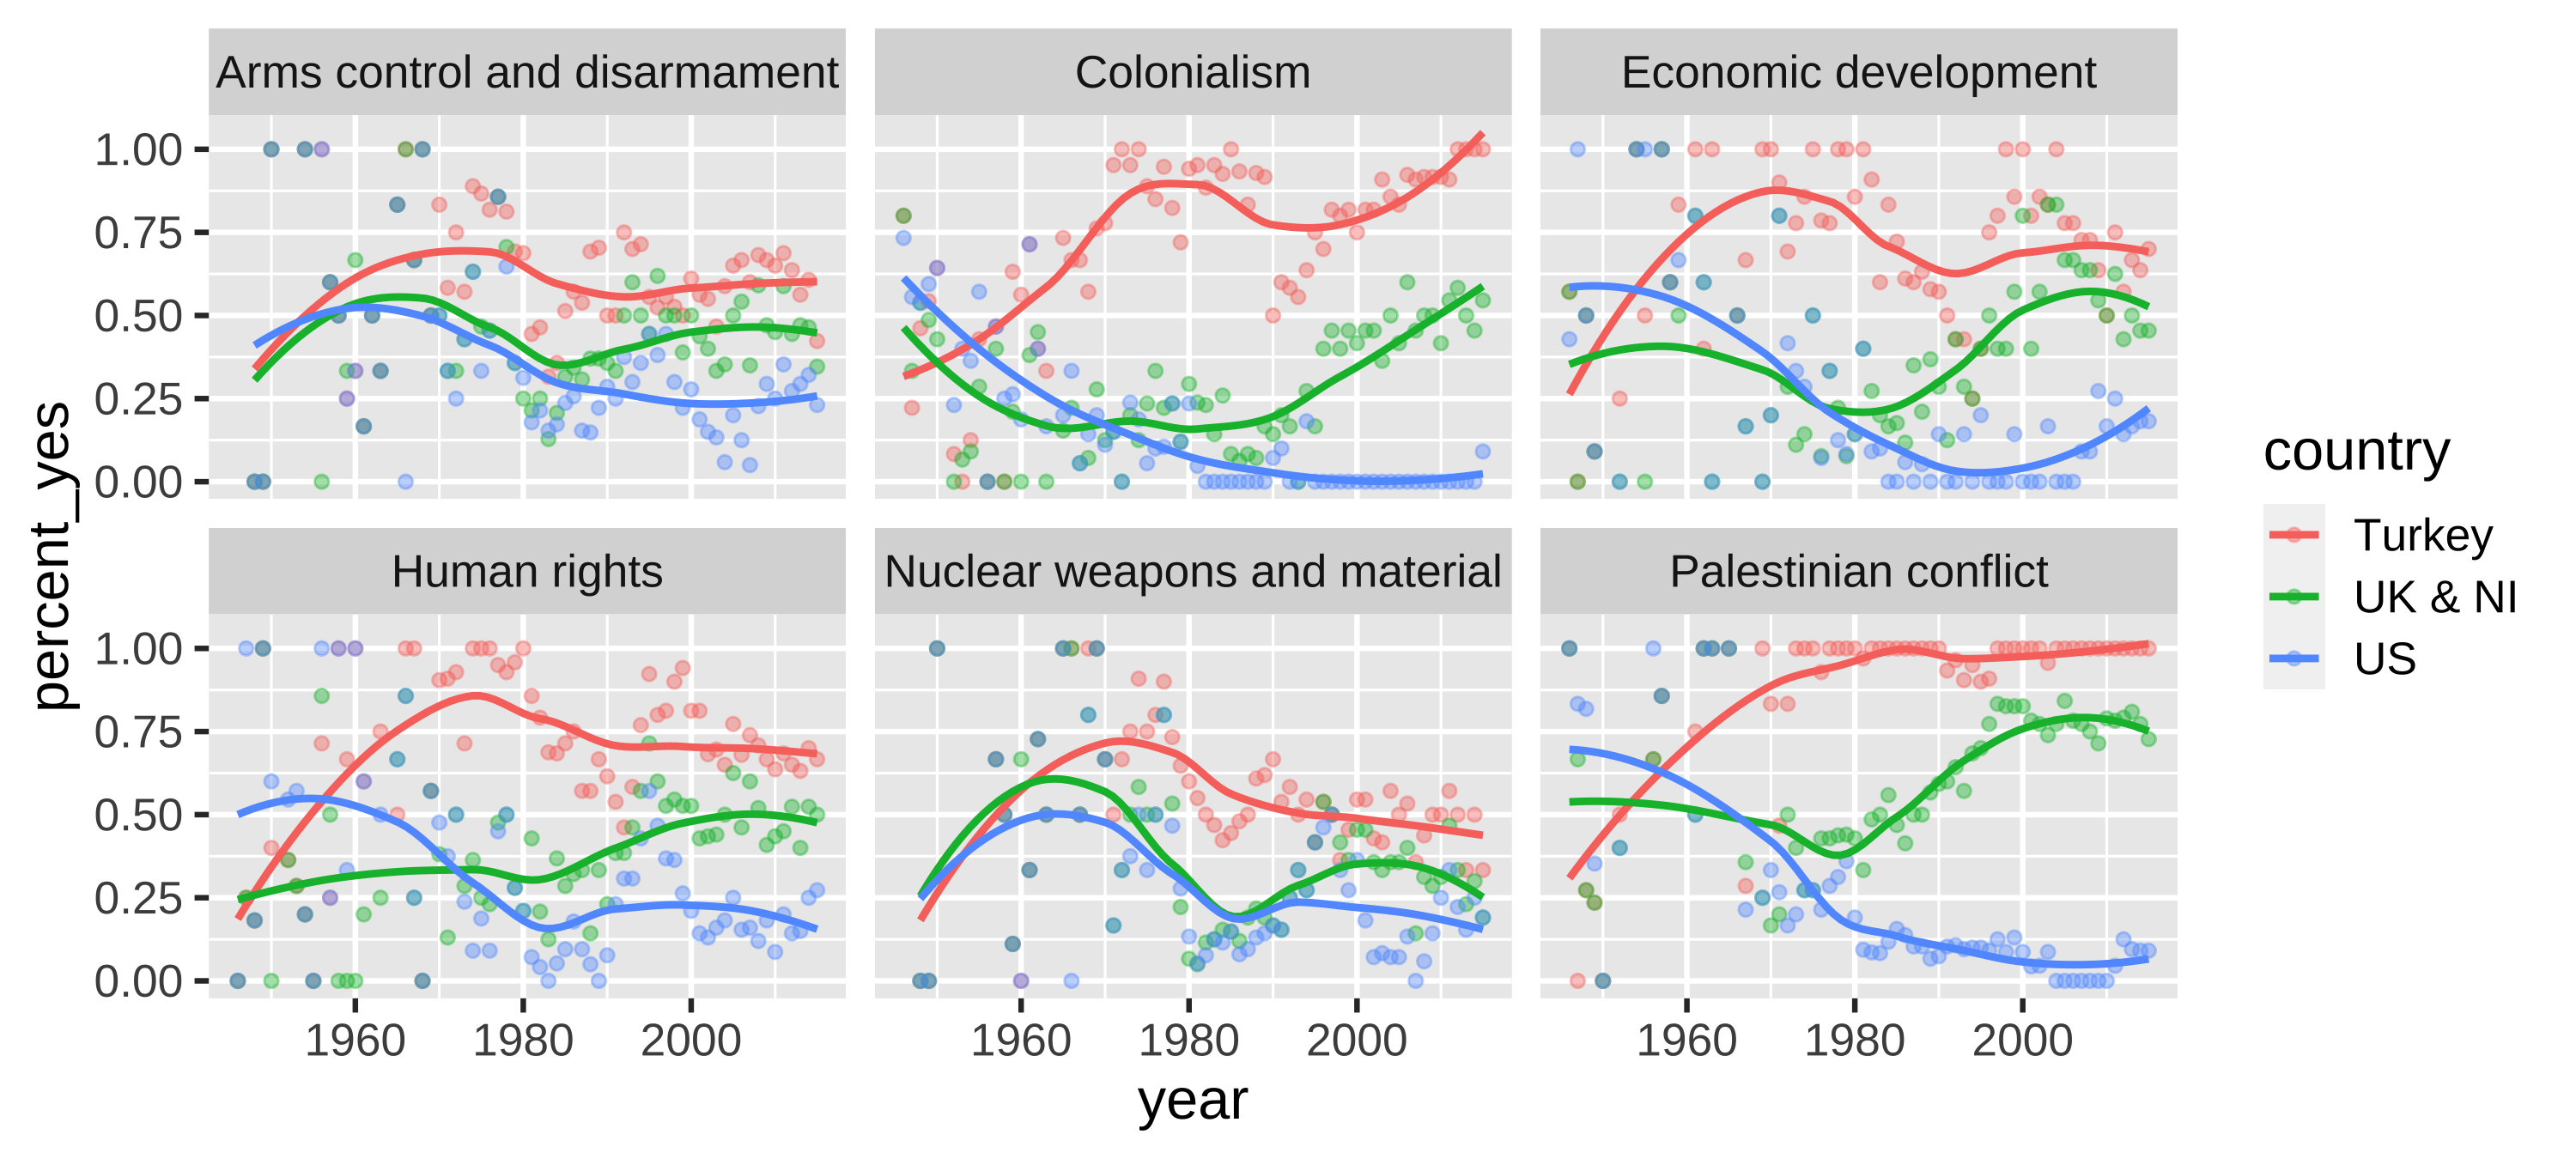 Arms control and disarmament
Colonialism
Economic development
1.00
0.75
0.50
0.25
0.00
Human rights
Nuclear weapons and material
Palestinian conflict
1.00
0.75
0.50
0.25
0.00
1960 1980 2000
1960 1980 2000
1960 1980 2000
year
percent_yes
country
Turkey
UK & NI
US